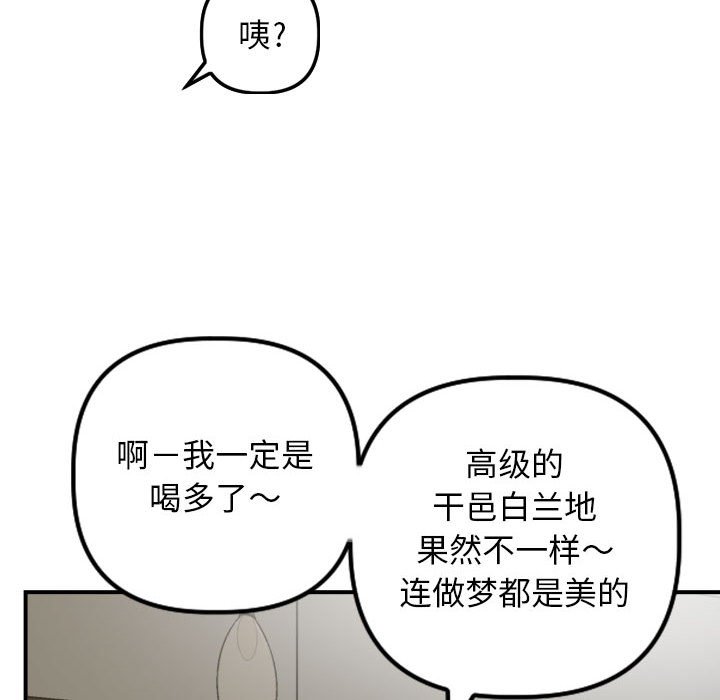 咦?
啊－我一定是
喝多了～
高级的
干邑白兰地
果然不一样～
连做梦都是美的